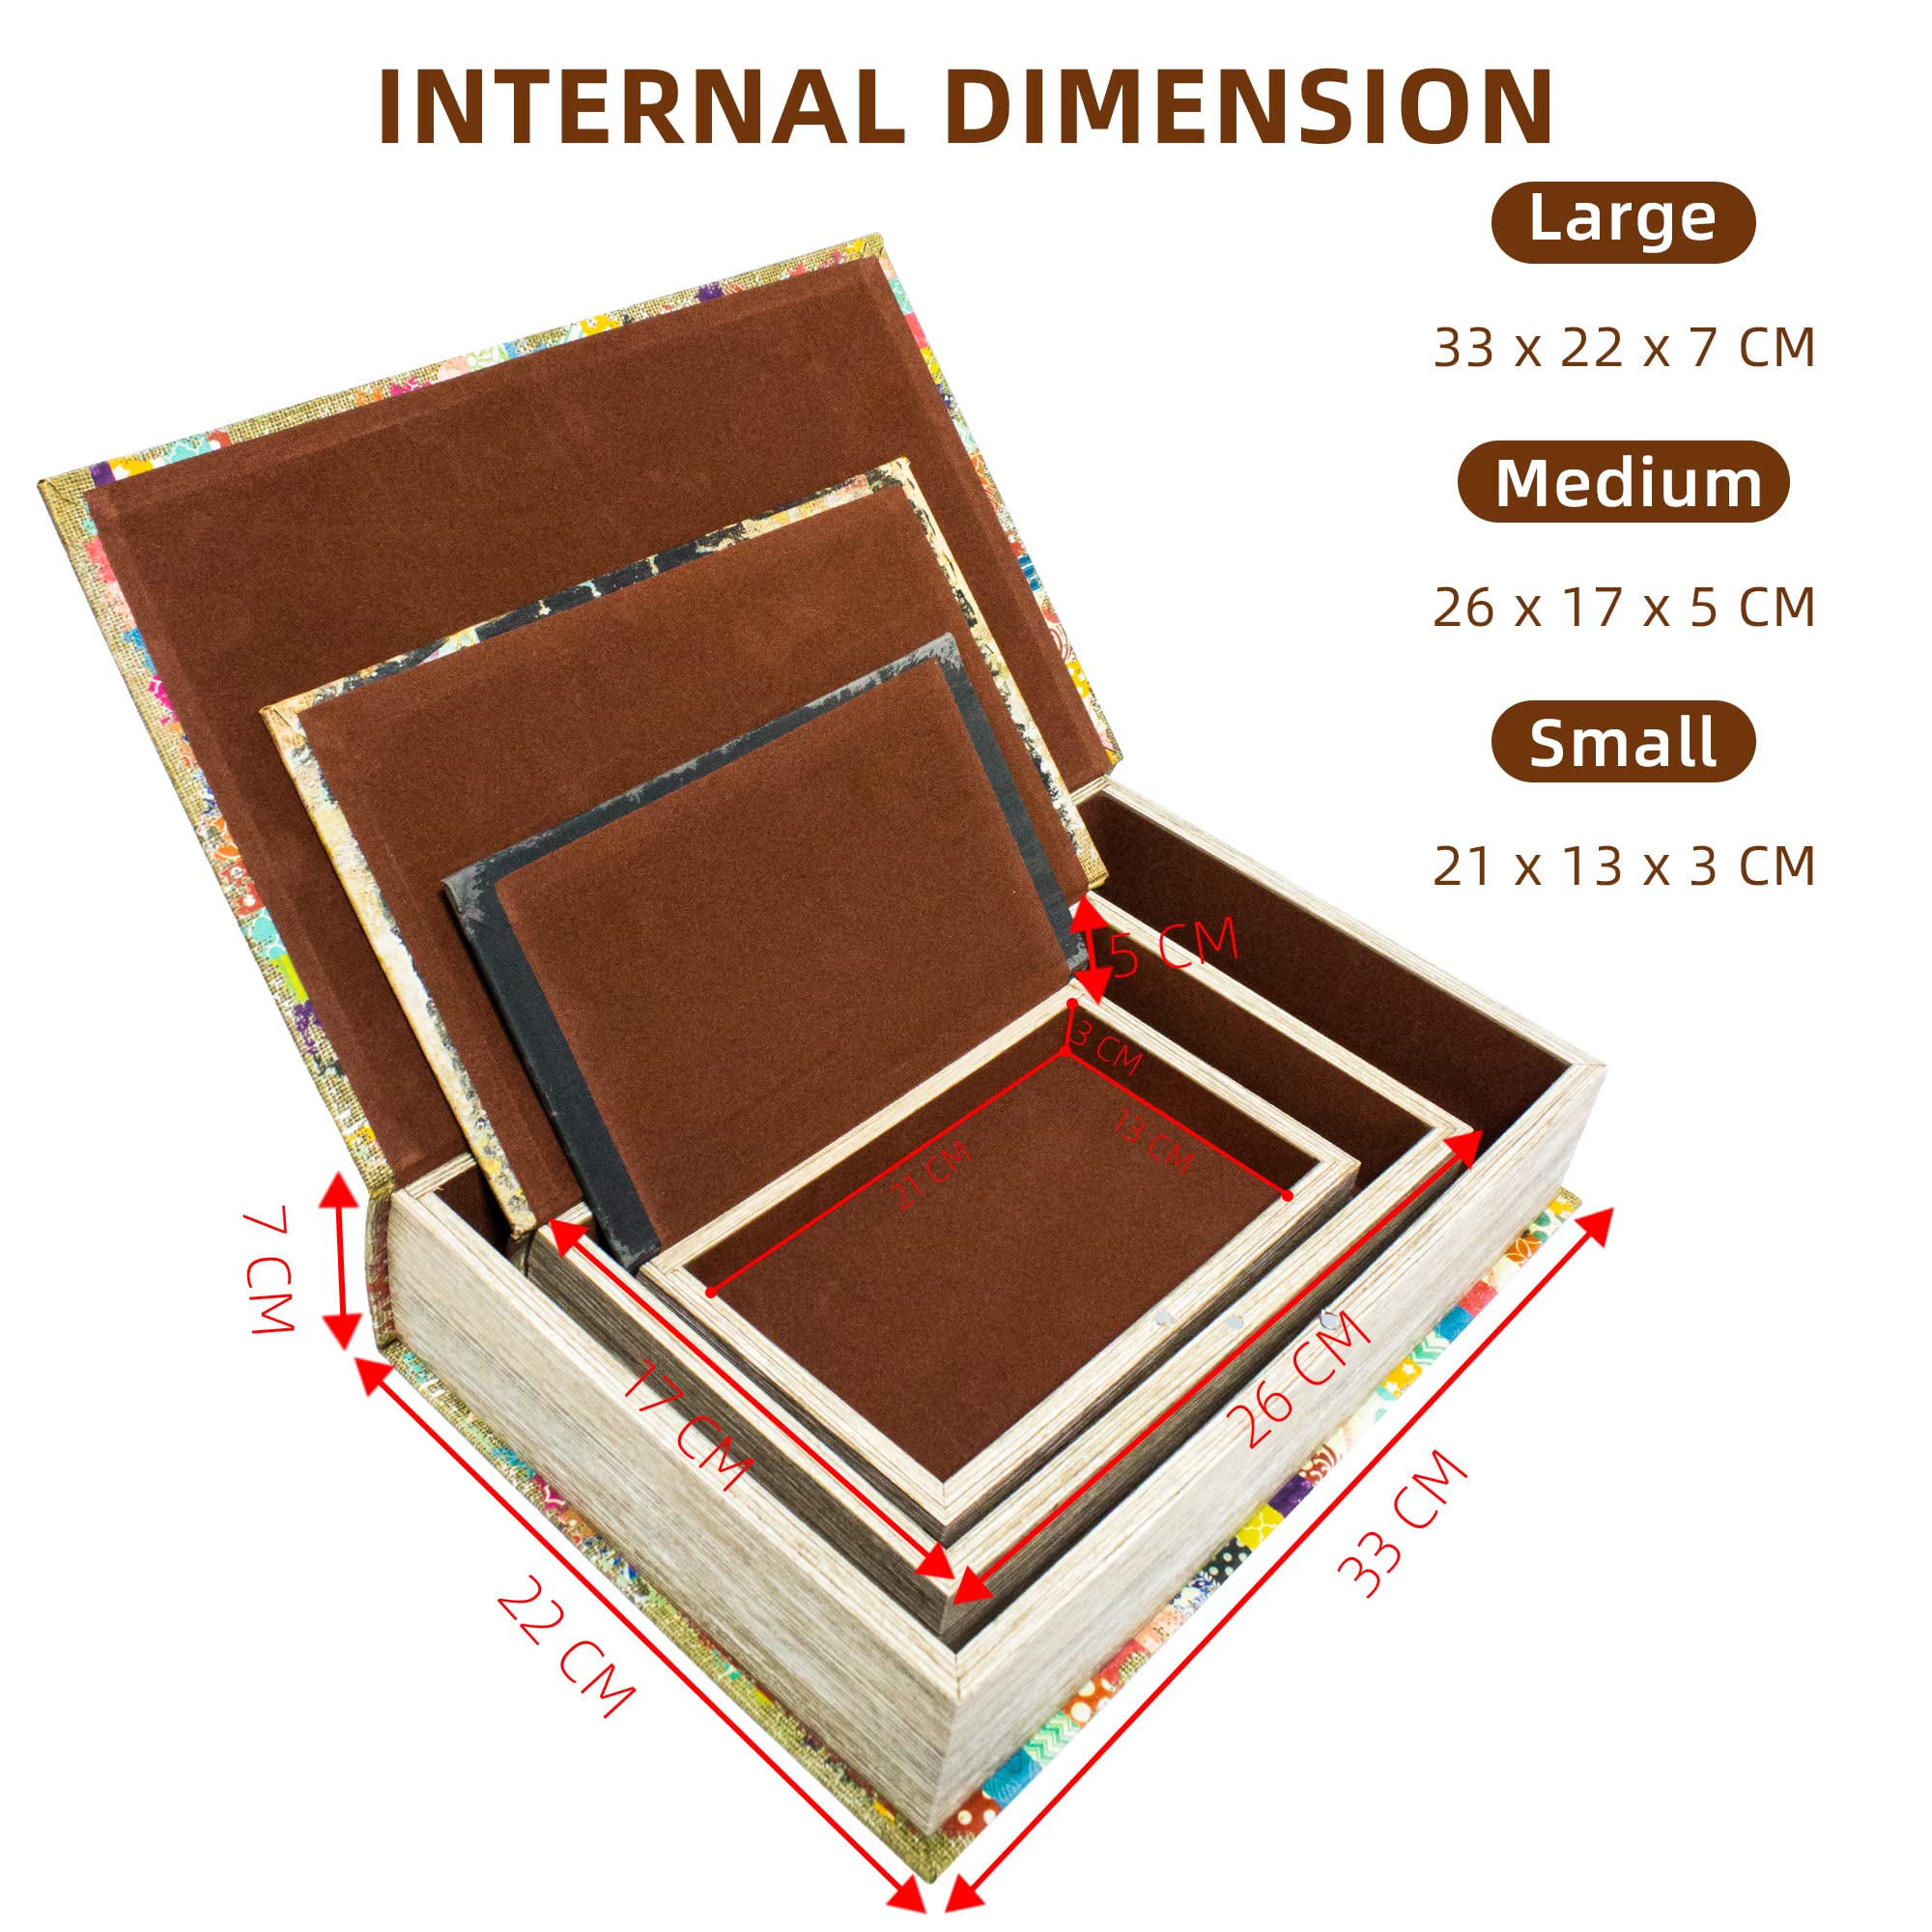 INTERNAL DIMENSION
Large
33 x 22 x 7 CM
Medium
26 x 17 x 5 CM
Small
21 x 13 x 3 CM
5 CM
3 CM
13 CM
21 CM
7 CM
17 CM
26 CM
22 CM
33 CM